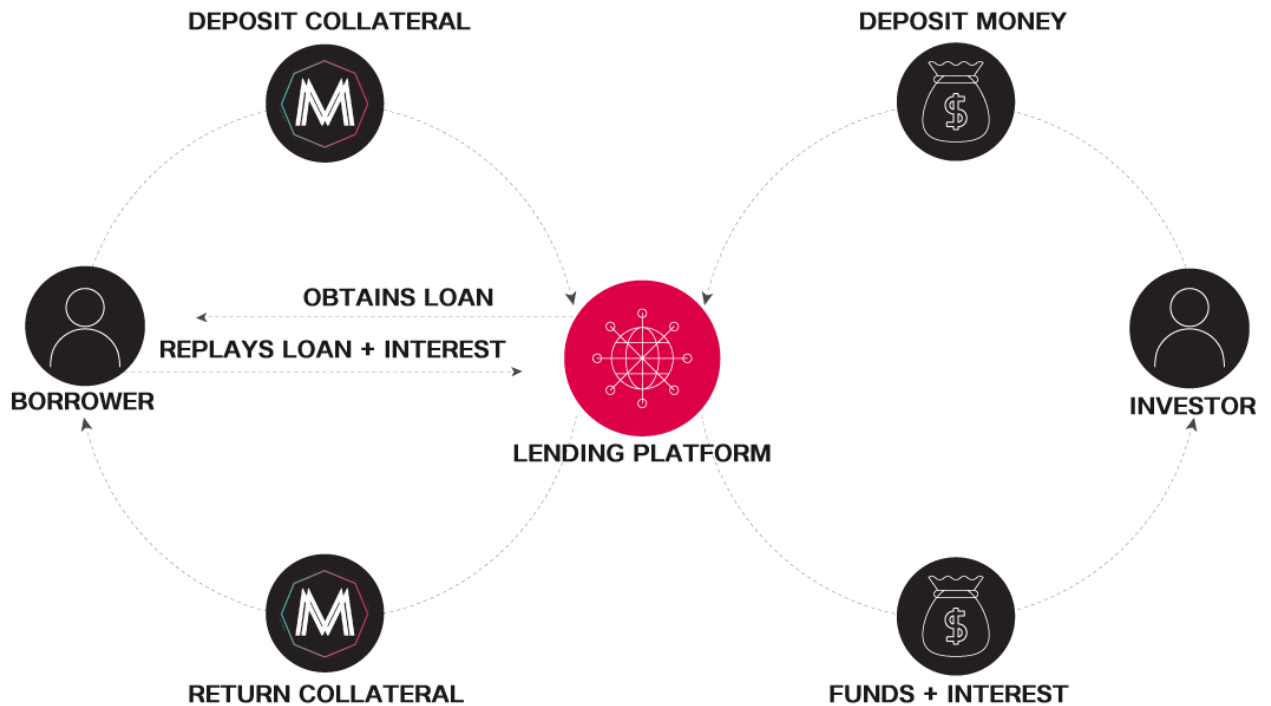 DEPOSIT COLLATERAL
DEPOSIT MONEY
M
$
OBTAINS LOAN
REPLAYS LOAN + INTEREST
BORROWER
INVESTOR
LENDING PLATFORM
M
$
RETURN COLLATERAL
FUNDS + INTEREST